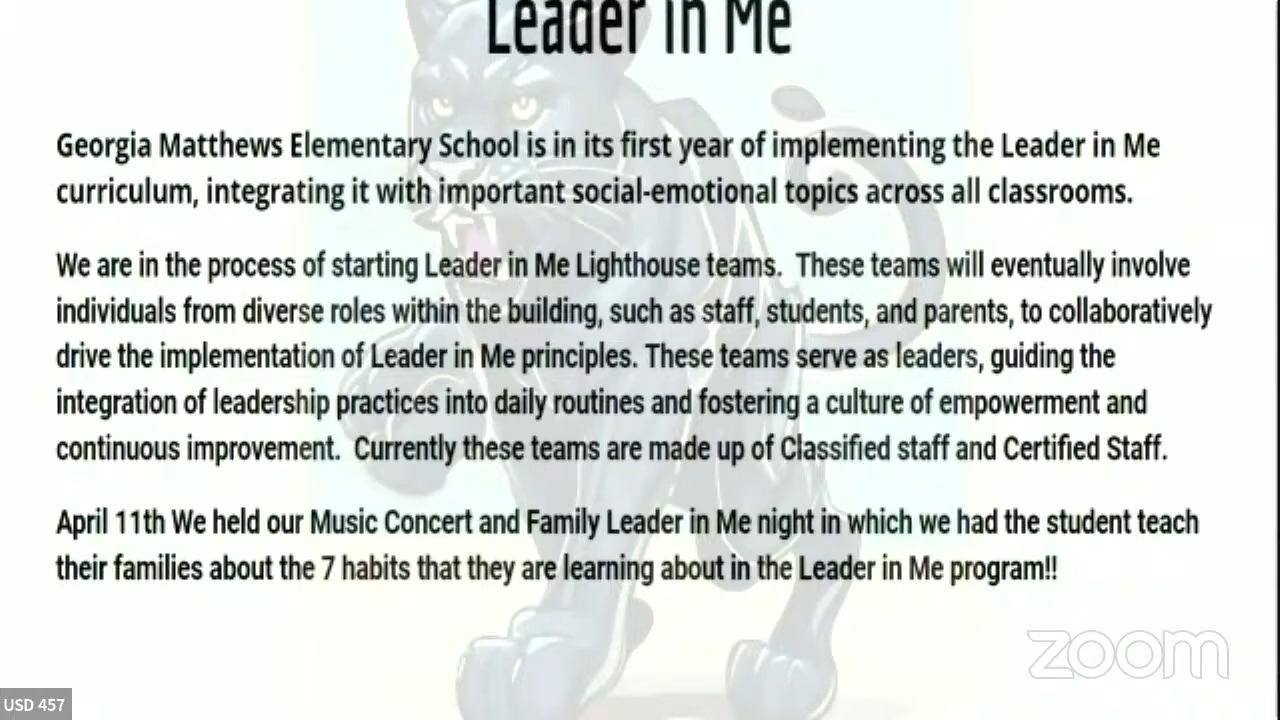 Leader in Me
Georgia Matthews Elementary School is in its first year of implementing the Leader in Me
curriculum, integrating it with important social-emotional topics across all classrooms.
We are in the process of starting Leader in Me Lighthouse teams.  These teams will eventually involve
individuals from diverse roles within the building, such as staff, students, and parents, to collaboratively
drive the implementation of Leader in Me principles. These teams serve as leaders, guiding the
integration of leadership practices into daily routines and fostering a culture of empowerment and
continuous improvement.  Currently these teams are made up of Classified staff and Certified Staff.
April 11th We held our Music Concert and Family Leader in Me night in which we had the student teach
their families about the 7 habits that they are learning about in the Leader in Me program!!
zoom
USD 457